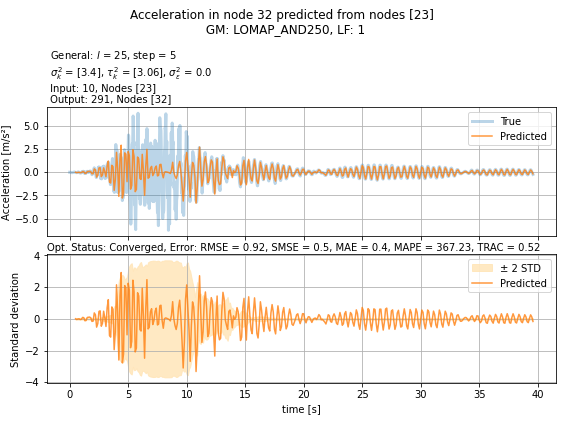 Acceleration in node 32 predicted from nodes [23]
GM: LOMAP_AND250, LF: 1
General: l = 25, step = 5
σ²ₖ = [3.4], τ²ₖ = [3.06], σ²ε = 0.0
Input: 10, Nodes [23]
Output: 291, Nodes [32]
Acceleration [m/s²]
5.0
2.5
0.0
−2.5
−5.0
True
Predicted
Opt. Status: Converged, Error: RMSE = 0.92, SMSE = 0.5, MAE = 0.4, MAPE = 367.23, TRAC = 0.52
Standard deviation
4
2
0
−2
−4
± 2 STD
Predicted
0 5 10 15 20 25 30 35 40
time [s]